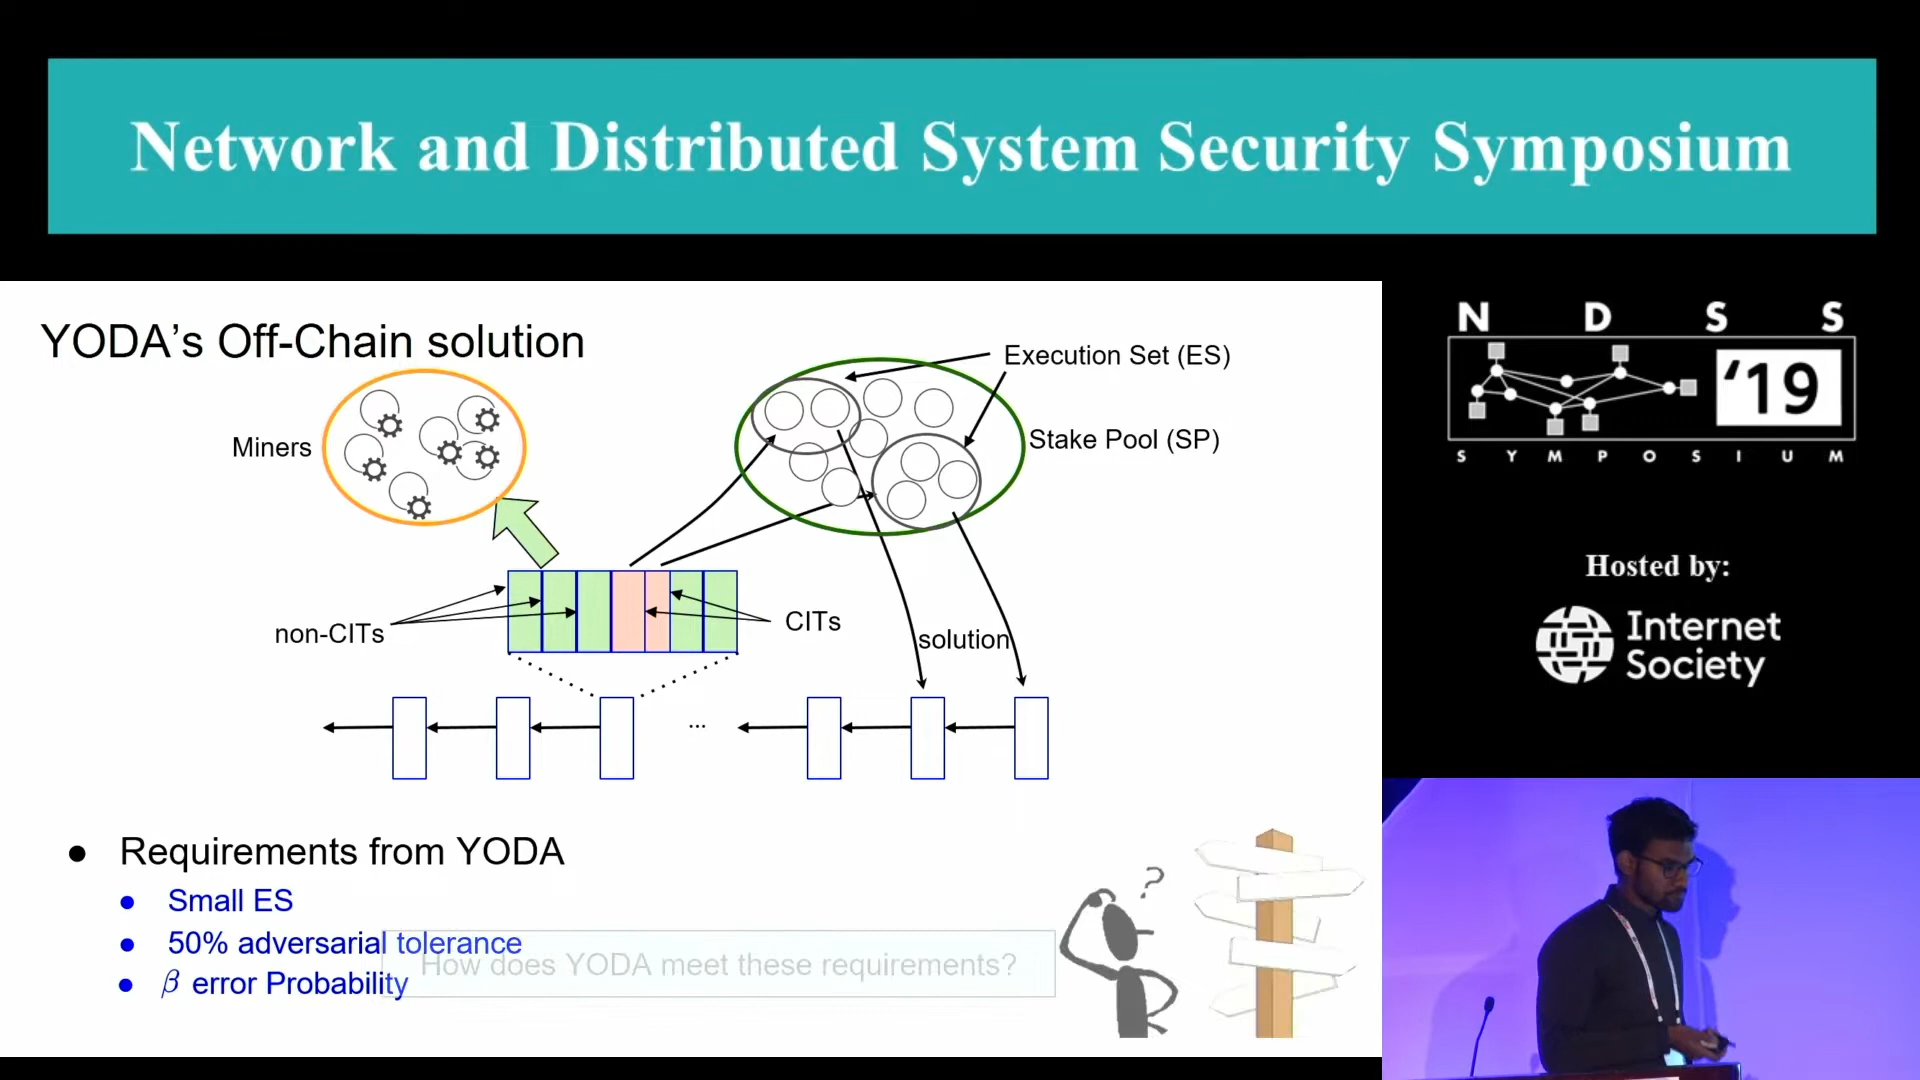 Network and Distributed System Security Symposium
YODA's Off-Chain solution
Execution Set (ES)
Miners
Stake Pool (SP)
non-CITs
CITs
solution
...
● Requirements from YODA
● Small ES
● 50% adversarial tolerance
● β error Probability
How does YODA meet these requirements?
?
N D S S
'19
S Y M P O S I U M
Hosted by:
Internet
Society